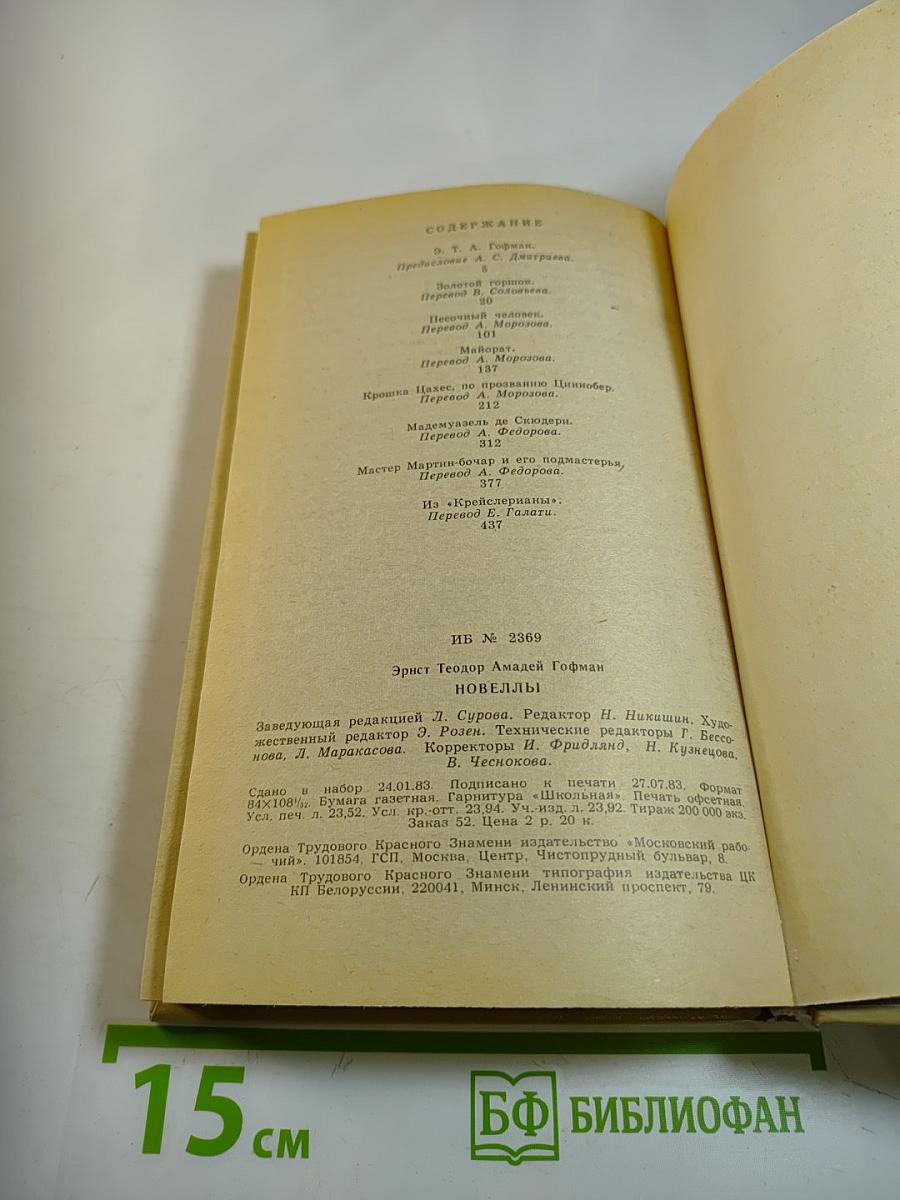 СОДЕРЖАНИЕ
Э. Т. А. Гофман.
Предисловие А. С. Дмитриева.
5
Золотой горшок.
Перевод В. Соловьева.
20
Песочный человек.
Перевод А. Морозова.
101
Майорат.
Перевод А. Морозова.
137
Крошка Цахес, по прозванию Циннобер.
Перевод А. Морозова.
212
Мадемуазель де Скюдери.
Перевод А. Федорова.
312
Мастер Мартин-бочар и его подмастерья.
Перевод А. Федорова.
377
Из «Крейслерианы».
Перевод Е. Галати.
437
ИБ № 2369
Эрнст Теодор Амадей Гофман
НОВЕЛЛЫ
Заведующая редакцией Л. Сурова. Редактор Н. Никишин. Худо-
жественный редактор Э. Розен. Технические редакторы Г. Бессо-
нова, Л. Маракасова. Корректоры И. Фридлянд, Н. Кузнецова,
В. Чеснокова.
Сдано в набор 24.01.83. Подписано к печати 27.07.83. Формат
84×108¹/₃₂. Бумага газетная. Гарнитура «Школьная». Печать офсетная.
Усл. печ. л. 23,52. Усл. кр.-отт. 23,94. Уч.-изд. л. 23,92. Тираж 200 000 экз.
Заказ 52. Цена 2 р. 20 к.
Ордена Трудового Красного Знамени издательство «Московский рабо-
чий». 101854, ГСП, Москва, Центр, Чистопрудный бульвар, 8.
Ордена Трудового Красного Знамени типография издательства ЦК
КП Белоруссии, 220041, Минск, Ленинский проспект, 79.
15 см
БФ БИБЛИОФАН